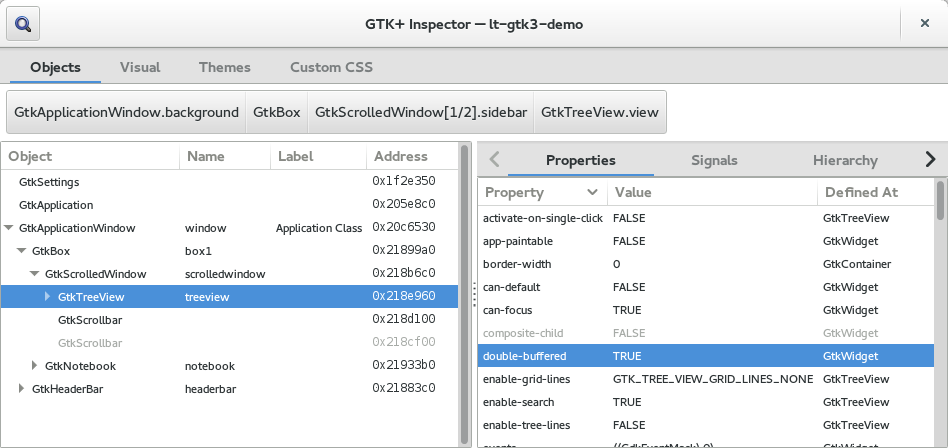 GTK+ Inspector — lt-gtk3-demo
Objects Visual Themes Custom CSS
GtkApplicationWindow.background GtkBox GtkScrolledWindow[1/2].sidebar GtkTreeView.view
Object Name Label Address
GtkSettings 0x1f2e350
GtkApplication 0x205e8c0
GtkApplicationWindow window Application Class 0x20c6530
GtkBox box1 0x21899a0
GtkScrolledWindow scrolledwindow 0x218b6c0
GtkTreeView treeview 0x218e960
GtkScrollbar 0x218d100
GtkScrollbar 0x218cf00
GtkNotebook notebook 0x21933b0
GtkHeaderBar headerbar 0x21883c0
Properties Signals Hierarchy
Property Value Defined At
activate-on-single-click FALSE GtkTreeView
app-paintable FALSE GtkWidget
border-width 0 GtkContainer
can-default FALSE GtkWidget
can-focus TRUE GtkWidget
composite-child FALSE GtkWidget
double-buffered TRUE GtkWidget
enable-grid-lines GTK_TREE_VIEW_GRID_LINES_NONE GtkTreeView
enable-search TRUE GtkTreeView
enable-tree-lines FALSE GtkTreeView
events ((GdkEventMask) 0) GtkWidget